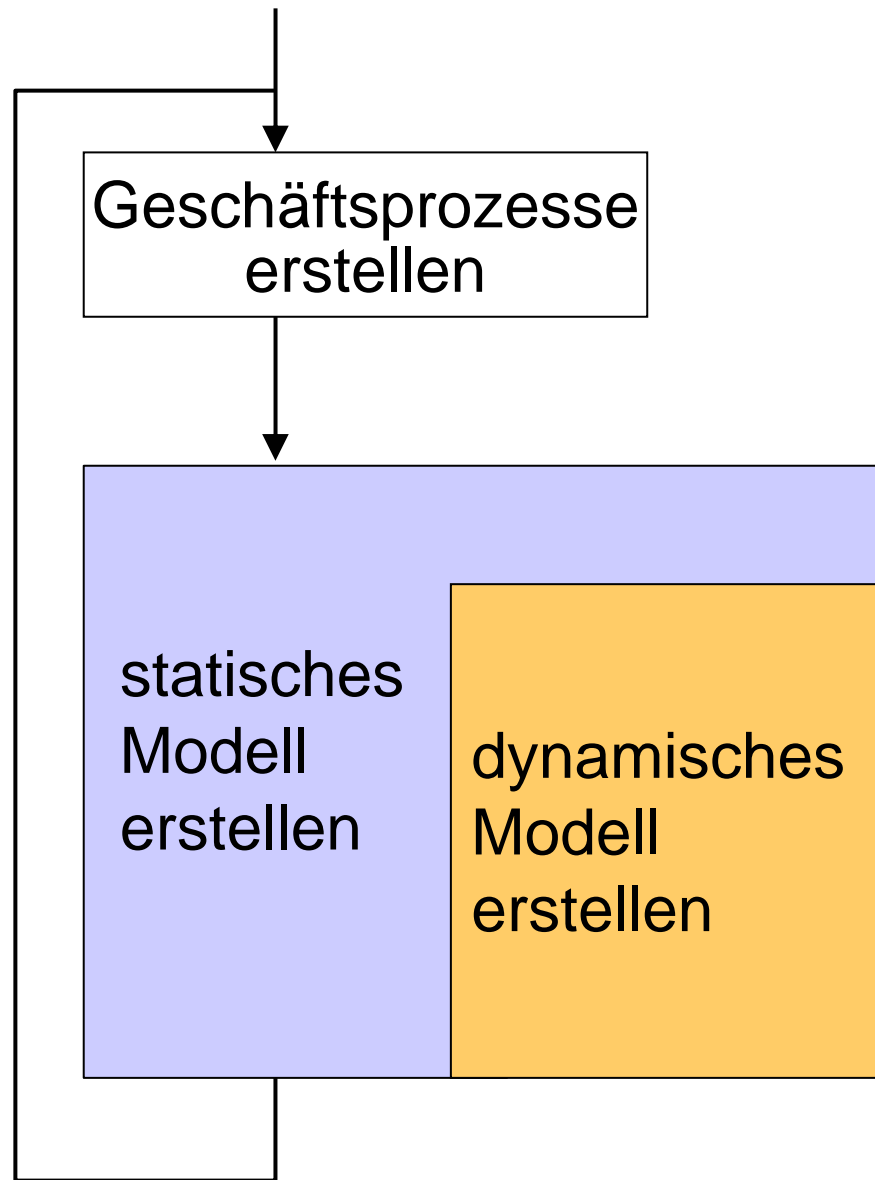 Geschäftsprozesse
erstellen
statisches
Modell
erstellen
dynamisches
Modell
erstellen